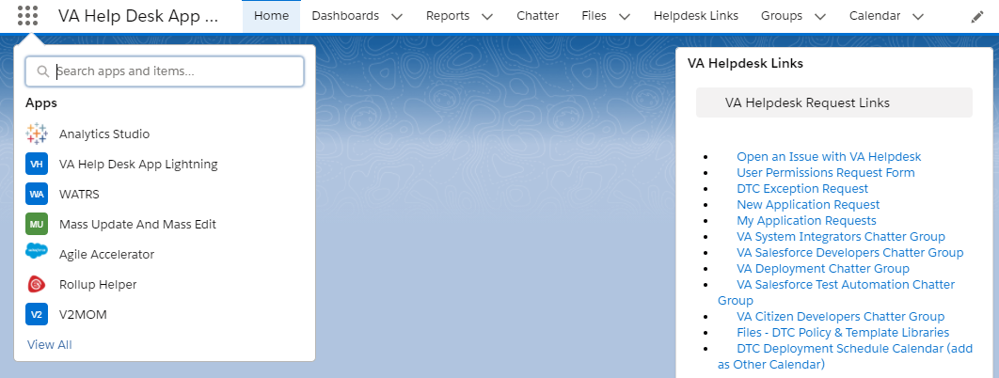 VA Help Desk App ...
Home
Dashboards
Reports
Chatter
Files
Helpdesk Links
Groups
Calendar
Search apps and items...
Apps
Analytics Studio
VH VA Help Desk App Lightning
WA WATRS
MU Mass Update And Mass Edit
Agile Accelerator
Rollup Helper
V2 V2MOM
View All
VA Helpdesk Links
VA Helpdesk Request Links
Open an Issue with VA Helpdesk
User Permissions Request Form
DTC Exception Request
New Application Request
My Application Requests
VA System Integrators Chatter Group
VA Salesforce Developers Chatter Group
VA Deployment Chatter Group
VA Salesforce Test Automation Chatter
Group
VA Citizen Developers Chatter Group
Files - DTC Policy & Template Libraries
DTC Deployment Schedule Calendar (add
as Other Calendar)